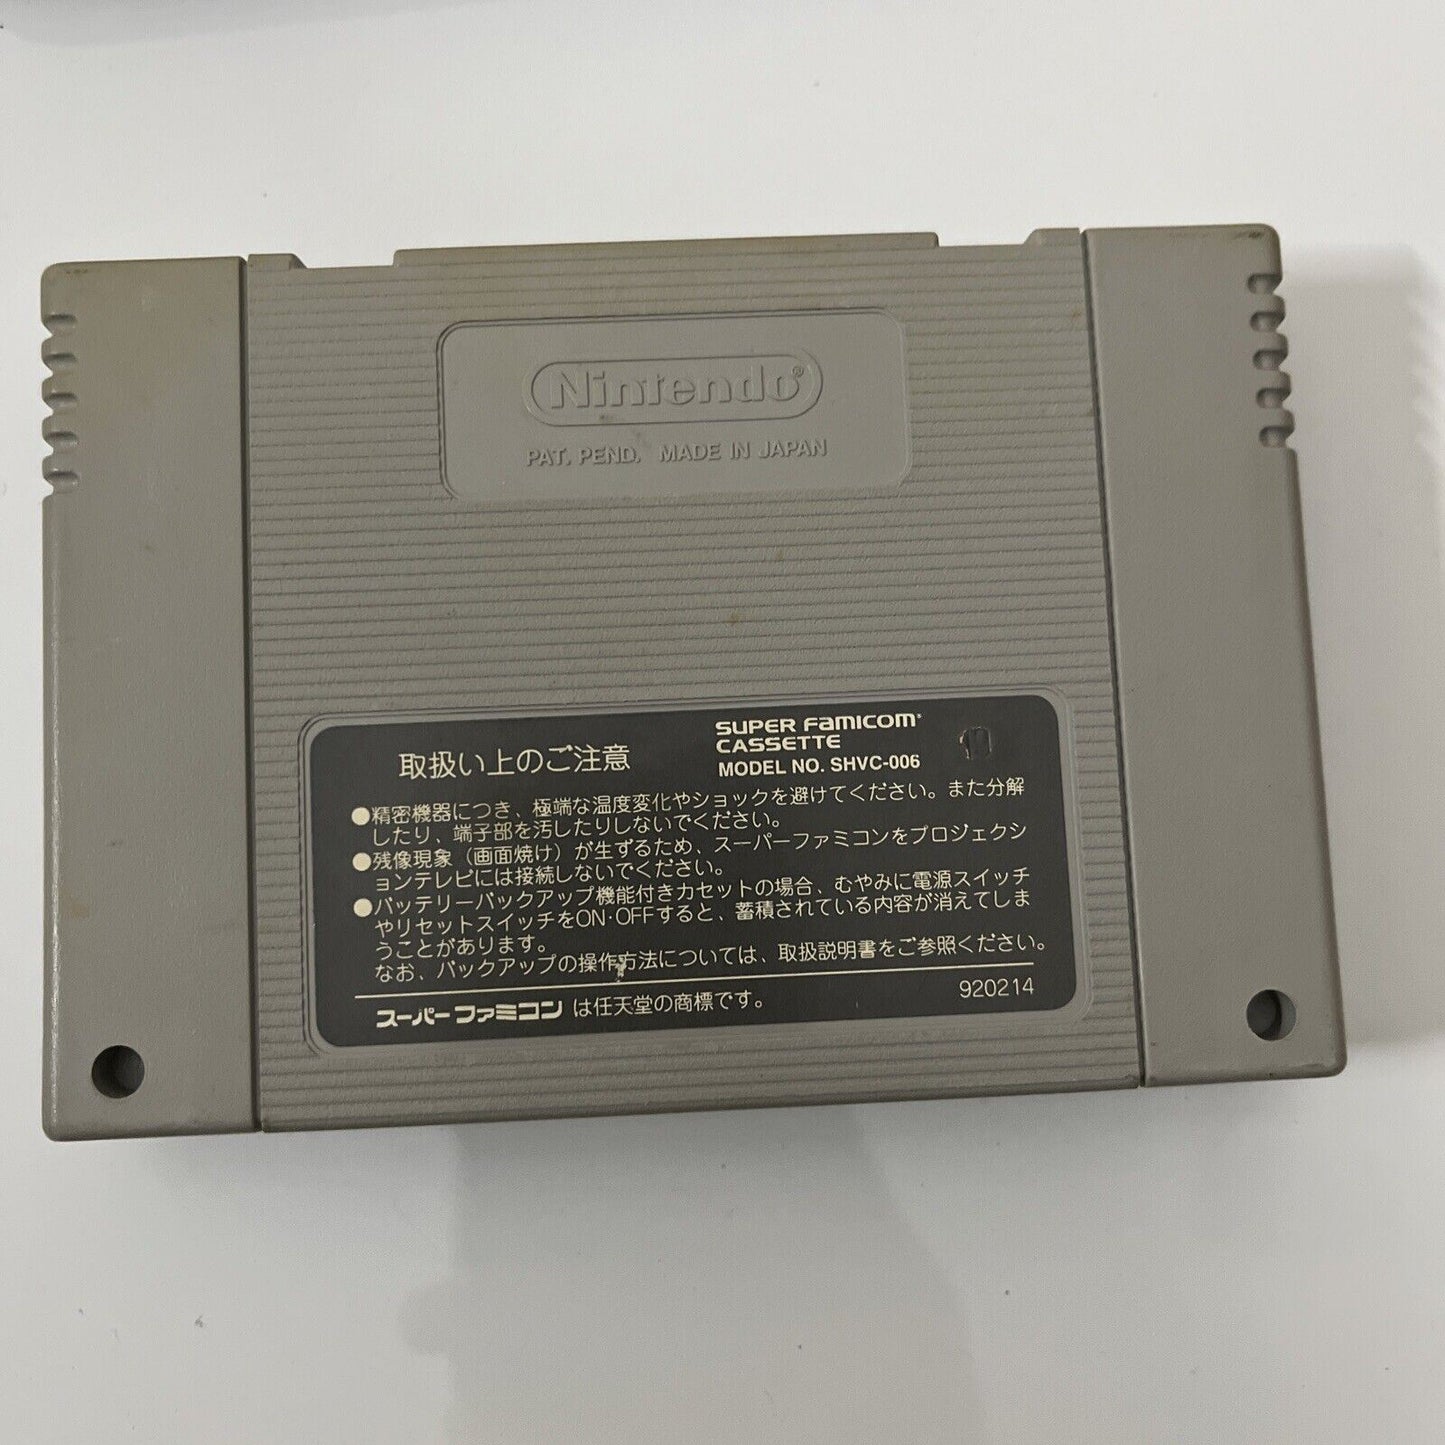 Nintendo®
PAT. PEND. MADE IN JAPAN
取扱い上のご注意
SUPER FAMICOM®
CASSETTE
MODEL NO. SHVC-006
●精密機器につき、極端な温度変化やショックを避けてください。また分解
したり、端子部を汚したりしないでください。
●残像現象（画面焼け）が生ずるため、スーパーファミコンをプロジェクシ
ョンテレビには接続しないでください。
●バッテリーバックアップ機能付きカセットの場合、むやみに電源スイッチ
やリセットスイッチをON・OFFすると、蓄積されている内容が消えてしま
うことがあります。
なお、バックアップの操作方法については、取扱説明書をご参照ください。
スーパーファミコン は任天堂の商標です。
920214